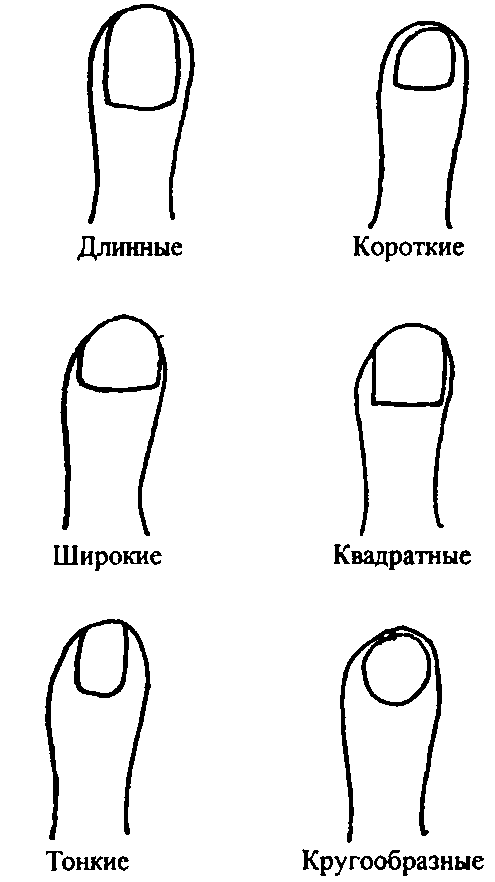 Длинные
Короткие
Широкие
Квадратные
Тонкие
Кругообразные